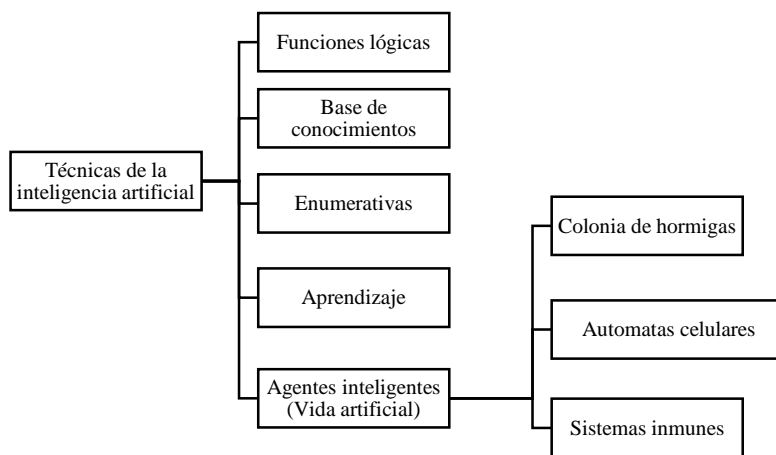 Funciones lógicas
Base de
conocimientos
Técnicas de la
inteligencia artificial
Enumerativas
Aprendizaje
Agentes inteligentes
(Vida artificial)
Colonia de hormigas
Automatas celulares
Sistemas inmunes